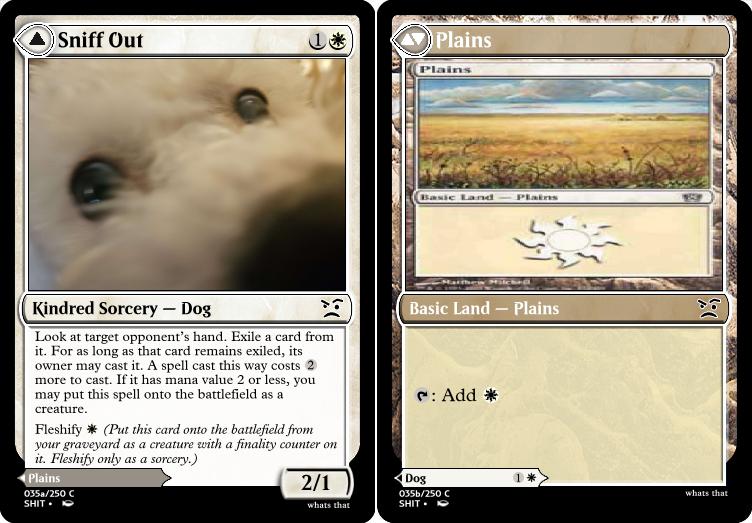 Sniff Out
1
Kindred Sorcery — Dog
Look at target opponent's hand. Exile a card from
it. For as long as that card remains exiled, its
owner may cast it. A spell cast this way costs 2
more to cast. If it has mana value 2 or less, you
may put this spell onto the battlefield as a
creature.
Fleshify (Put this card onto the battlefield from
your graveyard as a creature with a finality counter on
it. Fleshify only as a sorcery.)
Plains
2/1
035a/250 C
SHIT •
whats that
Plains
Plains
Basic Land — Plains
Matthew Mitchell
Basic Land — Plains
: Add
Dog
1
035b/250 C
SHIT •
whats that